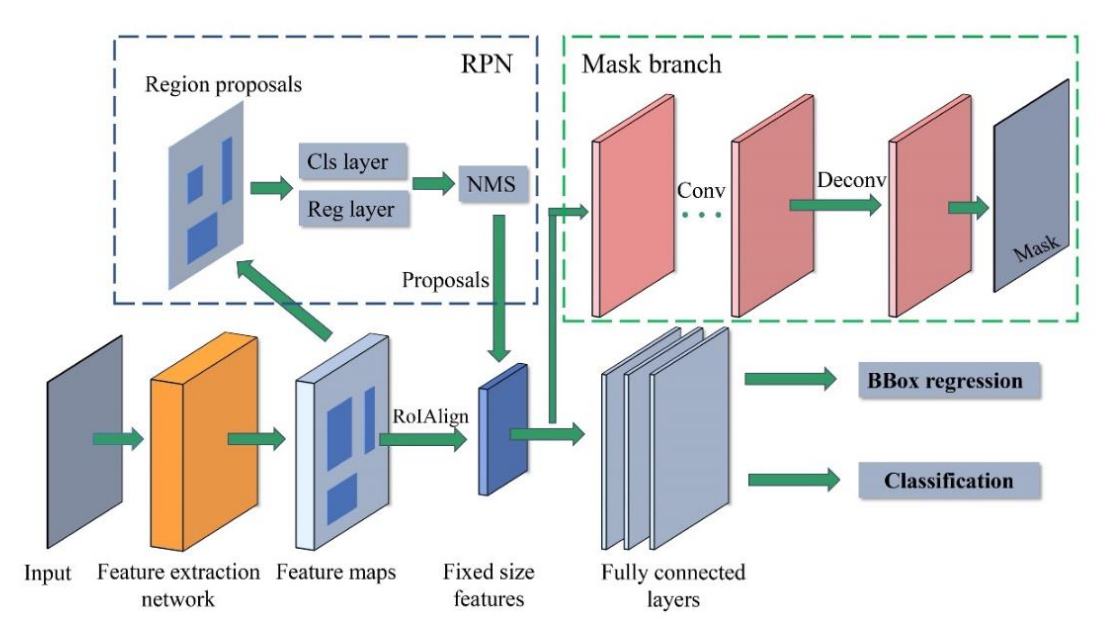 RPN
Region proposals
Cls layer
Reg layer
NMS
Proposals
Mask branch
Conv
Deconv
Mask
RoIAlign
BBox regression
Classification
Input
Feature extraction
network
Feature maps
Fixed size
features
Fully connected
layers